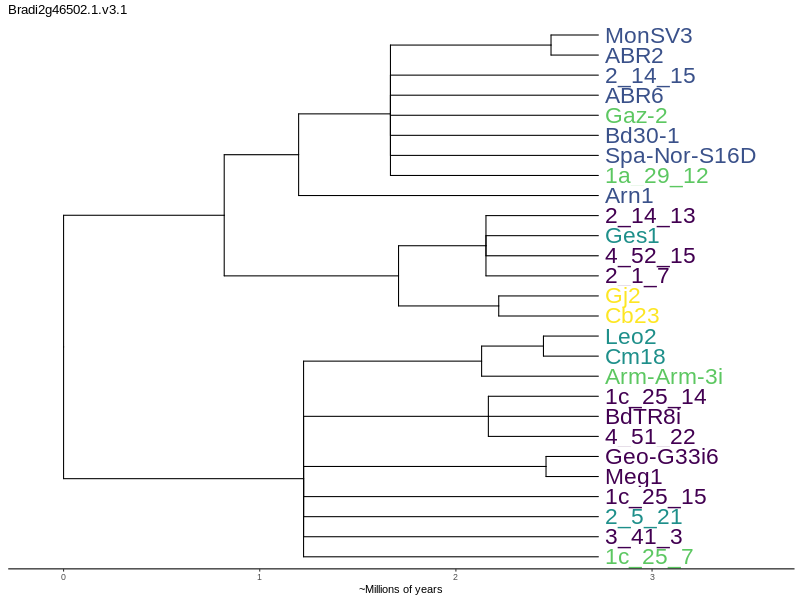 Bradi2g46502.1.v3.1
MonSV3
ABR2
2_14_15
ABR6
Gaz-2
Bd30-1
Spa-Nor-S16D
1a_29_12
Arn1
2_14_13
Ges1
4_52_15
2_1_7
Gj2
Cb23
Leo2
Cm18
Arm-Arm-3i
1c_25_14
BdTR8i
4_51_22
Geo-G33i6
Meg1
1c_25_15
2_5_21
3_41_3
1c_25_7
0 1 2 3
~Millions of years